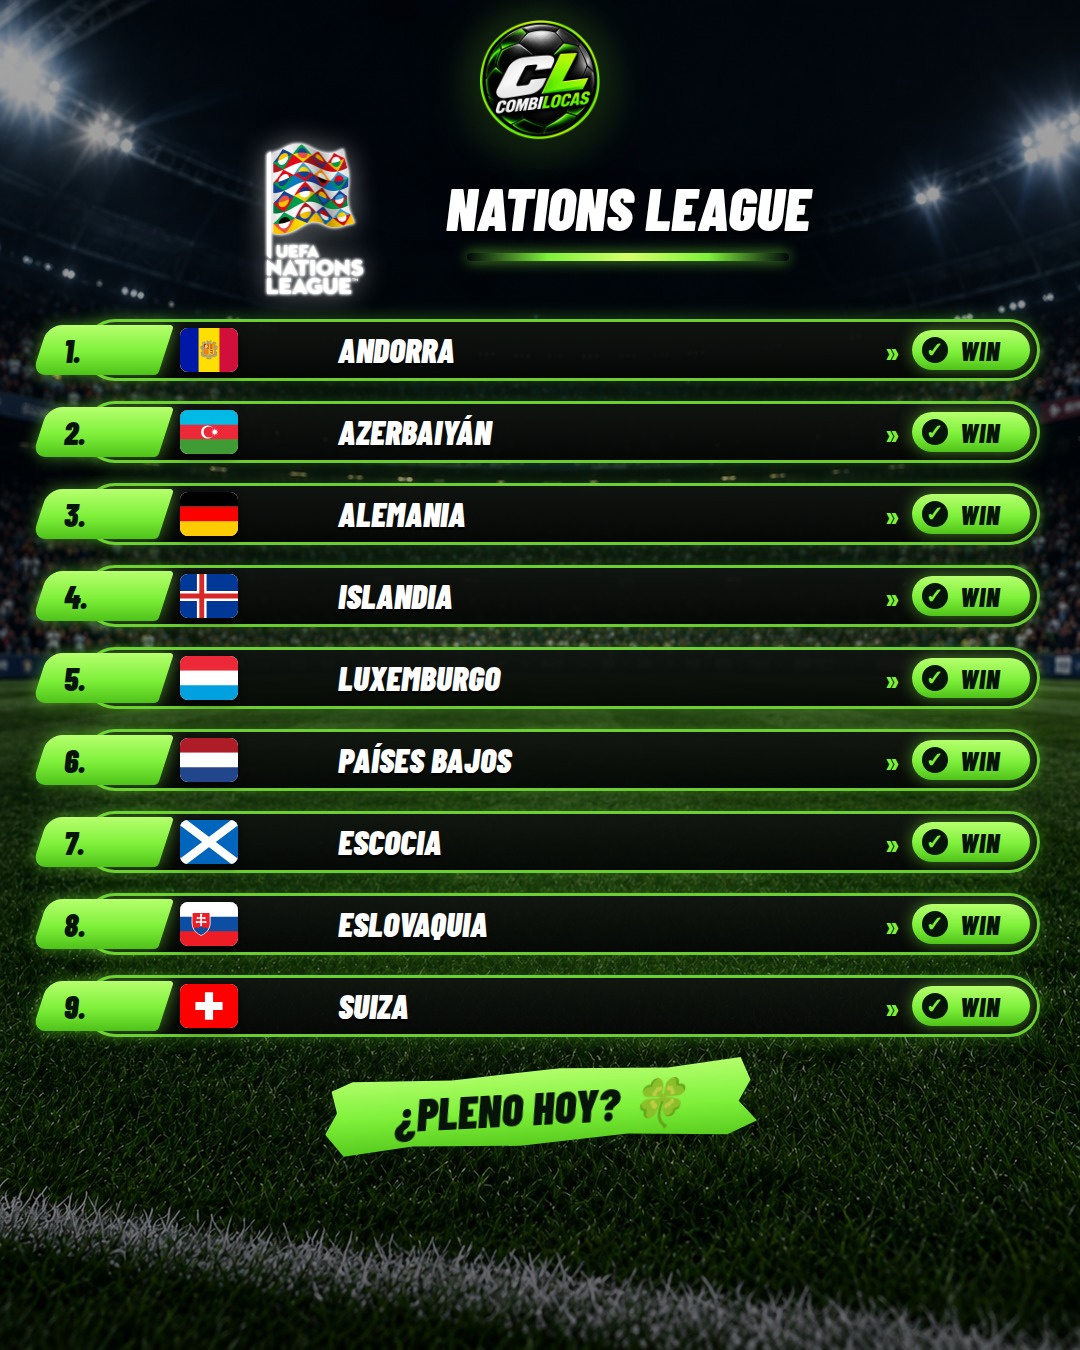 CL
COMBILOCAS
UEFA
NATIONS
LEAGUE™
NATIONS LEAGUE
1. ANDORRA » ✓ WIN
2. AZERBAIYÁN » ✓ WIN
3. ALEMANIA » ✓ WIN
4. ISLANDIA » ✓ WIN
5. LUXEMBURGO » ✓ WIN
6. PAÍSES BAJOS » ✓ WIN
7. ESCOCIA » ✓ WIN
8. ESLOVAQUIA » ✓ WIN
9. SUIZA » ✓ WIN
¿PLENO HOY? 🍀